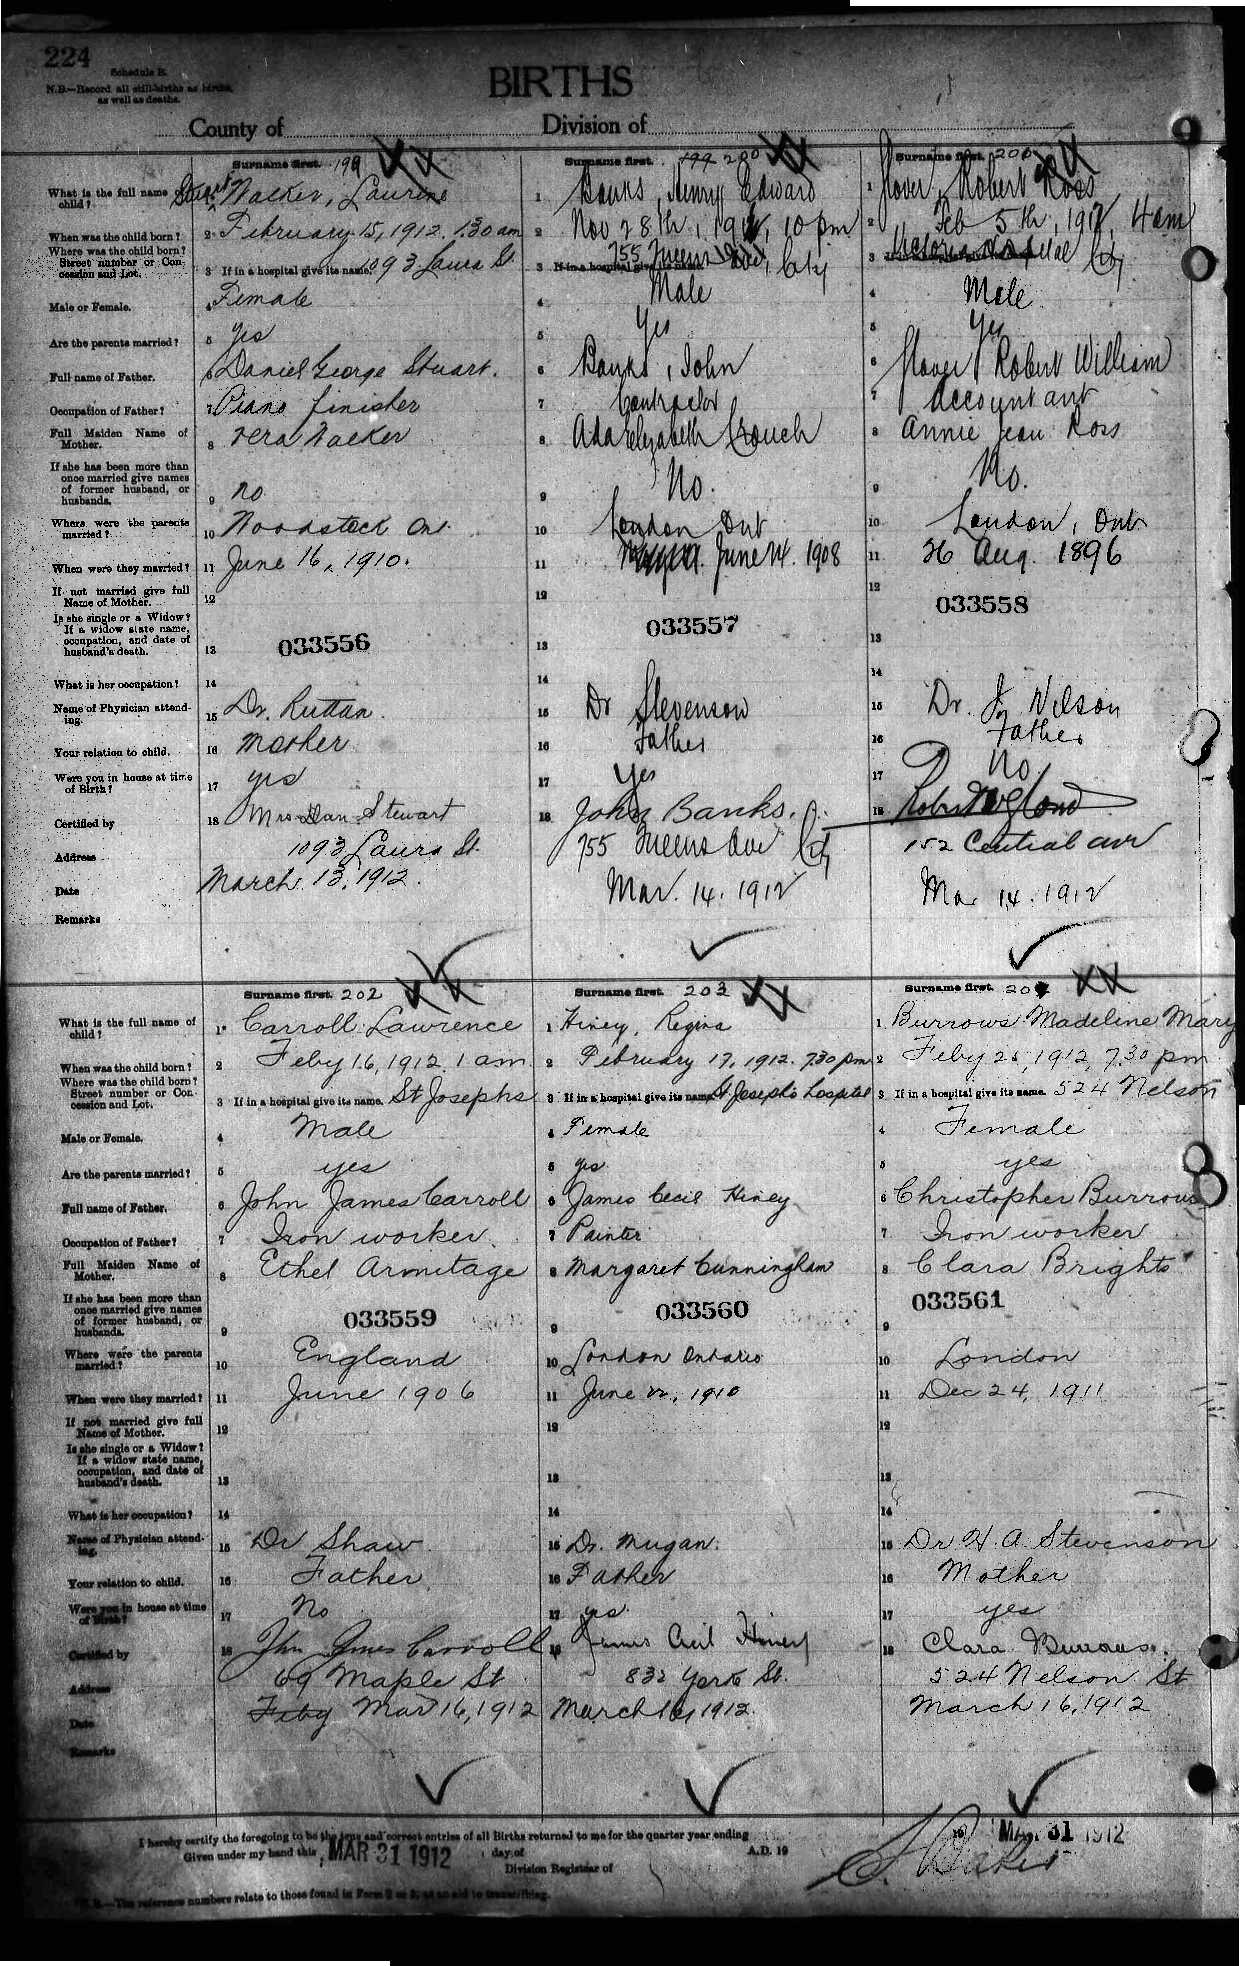 224
Schedule B.
N.B.—Record all still-births as births,
as well as deaths.
BIRTHS
County of
Division of
Surname first. 199
What is the full name
child?
Stuart Walker, Laurine
When was the child born?
2 February 15, 1912. 1.30 am
Where was the child born?
Street number or Con-
cession and Lot.
3 If in a hospital give its name. 1093 Laura St.
Male or Female.
4 Female
Are the parents married?
5 yes
Full name of Father.
6 Daniel George Stuart.
Occupation of Father?
7 Piano finisher
Full Maiden Name of
Mother.
8 Vera Walker
If she has been more than
once married give names
of former husband, or
husbands.
9 no
Where were the parents
married?
10 Woodstock On.
When were they married?
11 June 16, 1910.
If not married give full
Name of Mother.
12
Is she single or a Widow?
If a widow state name,
occupation, and date of
husband's death.
13
033556
What is her occupation?
14
Name of Physician attend-
ing.
15 Dr. Ruttan.
Your relation to child.
16 mother
Were you in house at time
of Birth?
17 yes
Certified by
18 Mrs Dan Stewart
Address
1093 Laura St.
Date
March 13, 1912.
Remarks
Surname first. 199 200
1 Banks, Henry Edward
2 Nov 28th, 1911, 10 pm
3 If in a hospital give its name 755 Queens Ave, City
4 Male
5 Yes
6 Banks, John
7 Contractor
8 Ada Elizabeth Crouch
9 No.
10 London Ont
11 June 24. 1908
12
033557
13
14
15 Dr Stevenson
16 Father
17 Yes
18 John Banks.
755 Queens Ave City
Mar. 14. 1912
Surname first. 201
1 Glover, Robert Ross
2 Feb 5th, 1912, 4 am
3 Victoria Hospital City
4 Male
5 Yes
6 Glover Robert William
7 Accountant
8 Annie Jean Ross
9 No.
10 London, Ont
11 26 Aug. 1896
12
033558
13
14
15 Dr. J. Wilson
16 Father
17 No
18 Robert W Glover
152 Central ave
Mar 14. 1912
Surname first. 202
What is the full name of
child?
1 Carroll Lawrence
When was the child born?
2 Feby 16, 1912. 1 am
Where was the child born?
Street number or Con-
cession and Lot.
3 If in a hospital give its name. St Josephs
Male or Female.
4 Male
Are the parents married?
5 yes
Full name of Father.
6 John James Carroll
Occupation of Father?
7 Iron worker.
Full Maiden Name of
Mother.
8 Ethel Armitage
If she has been more than
once married give names
of former husband, or
husbands.
033559
9
Where were the parents
married?
10 England
When were they married?
11 June 1906
If not married give full
Name of Mother.
12
Is she single or a Widow?
If a widow state name,
occupation, and date of
husband's death.
13
What is her occupation?
14
Name of Physician attend-
ing.
15 Dr Shaw.
Your relation to child.
16 Father
Were you in house at time
of Birth?
17 No
Certified by
18 Jhn James Carroll
Address
69 Maple St
Date
Feby Mar 16, 1912
Remarks
Surname first. 203
1 Hiney, Regina
2 February 17, 1912. 7.30 pm
3 If in a hospital give its name St Joseph's hospital
4 Female
5 yes
6 James Cecil Hiney
7 Painter
8 Margaret Cunningham
033560
9
10 London Ontario
11 June 22, 1910
12
13
14
15 Dr. Mugan.
16 Father
17 yes.
18 James Cecil Hiney
832 York St.
March 16, 1912.
Surname first. 204
1 Burrows Madeline Mary
2 Feby 25, 1912, 7.30 pm
3 If in a hospital give its name. 524 Nelson
4 Female
5 yes
6 Christopher Burrows
7 Iron worker
8 Clara Brights
033561
9
10 London
11 Dec 24, 1911
12
13
14
15 Dr H. A. Stevenson
16 Mother
17 yes
18 Clara Burrows.
524 Nelson St
March 16, 1912
I hereby certify the foregoing to be the true and correct entries of all Births returned to me for the quarter year ending
19 MAR 31 1912
Given under my hand this MAR 31 1912 day of A.D. 19
Division Registrar of
N.B.—The reference numbers relate to those found in Form 2 or 3, as an aid to transcribing.